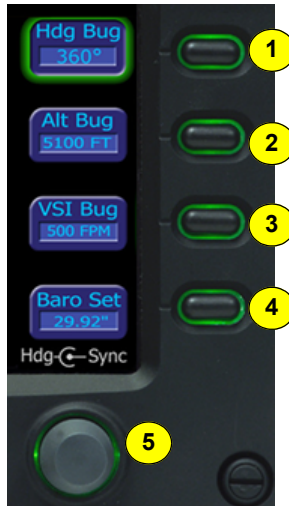 Hdg Bug
360°
1
Alt Bug
5100 FT
2
VSI Bug
500 FPM
3
Baro Set
29.92"
4
Hdg-C-Sync
5